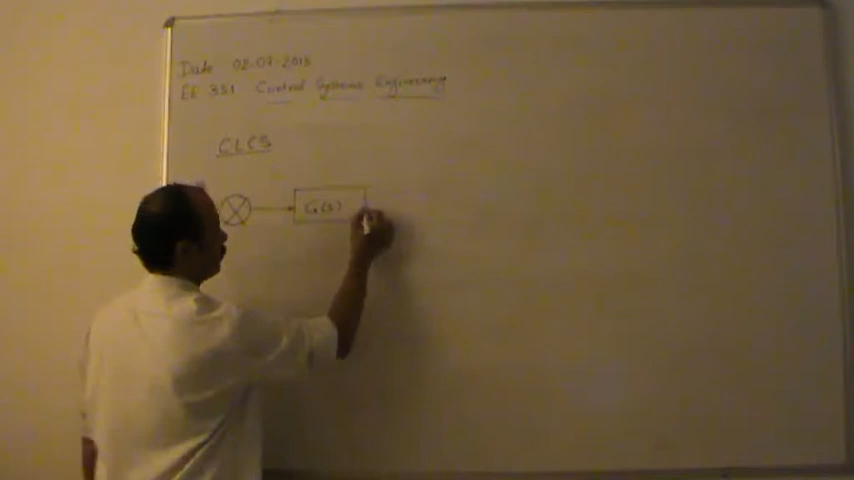 Date 02-07-2013
EE 351 Control Systems Engineering
CLCS
G(s)